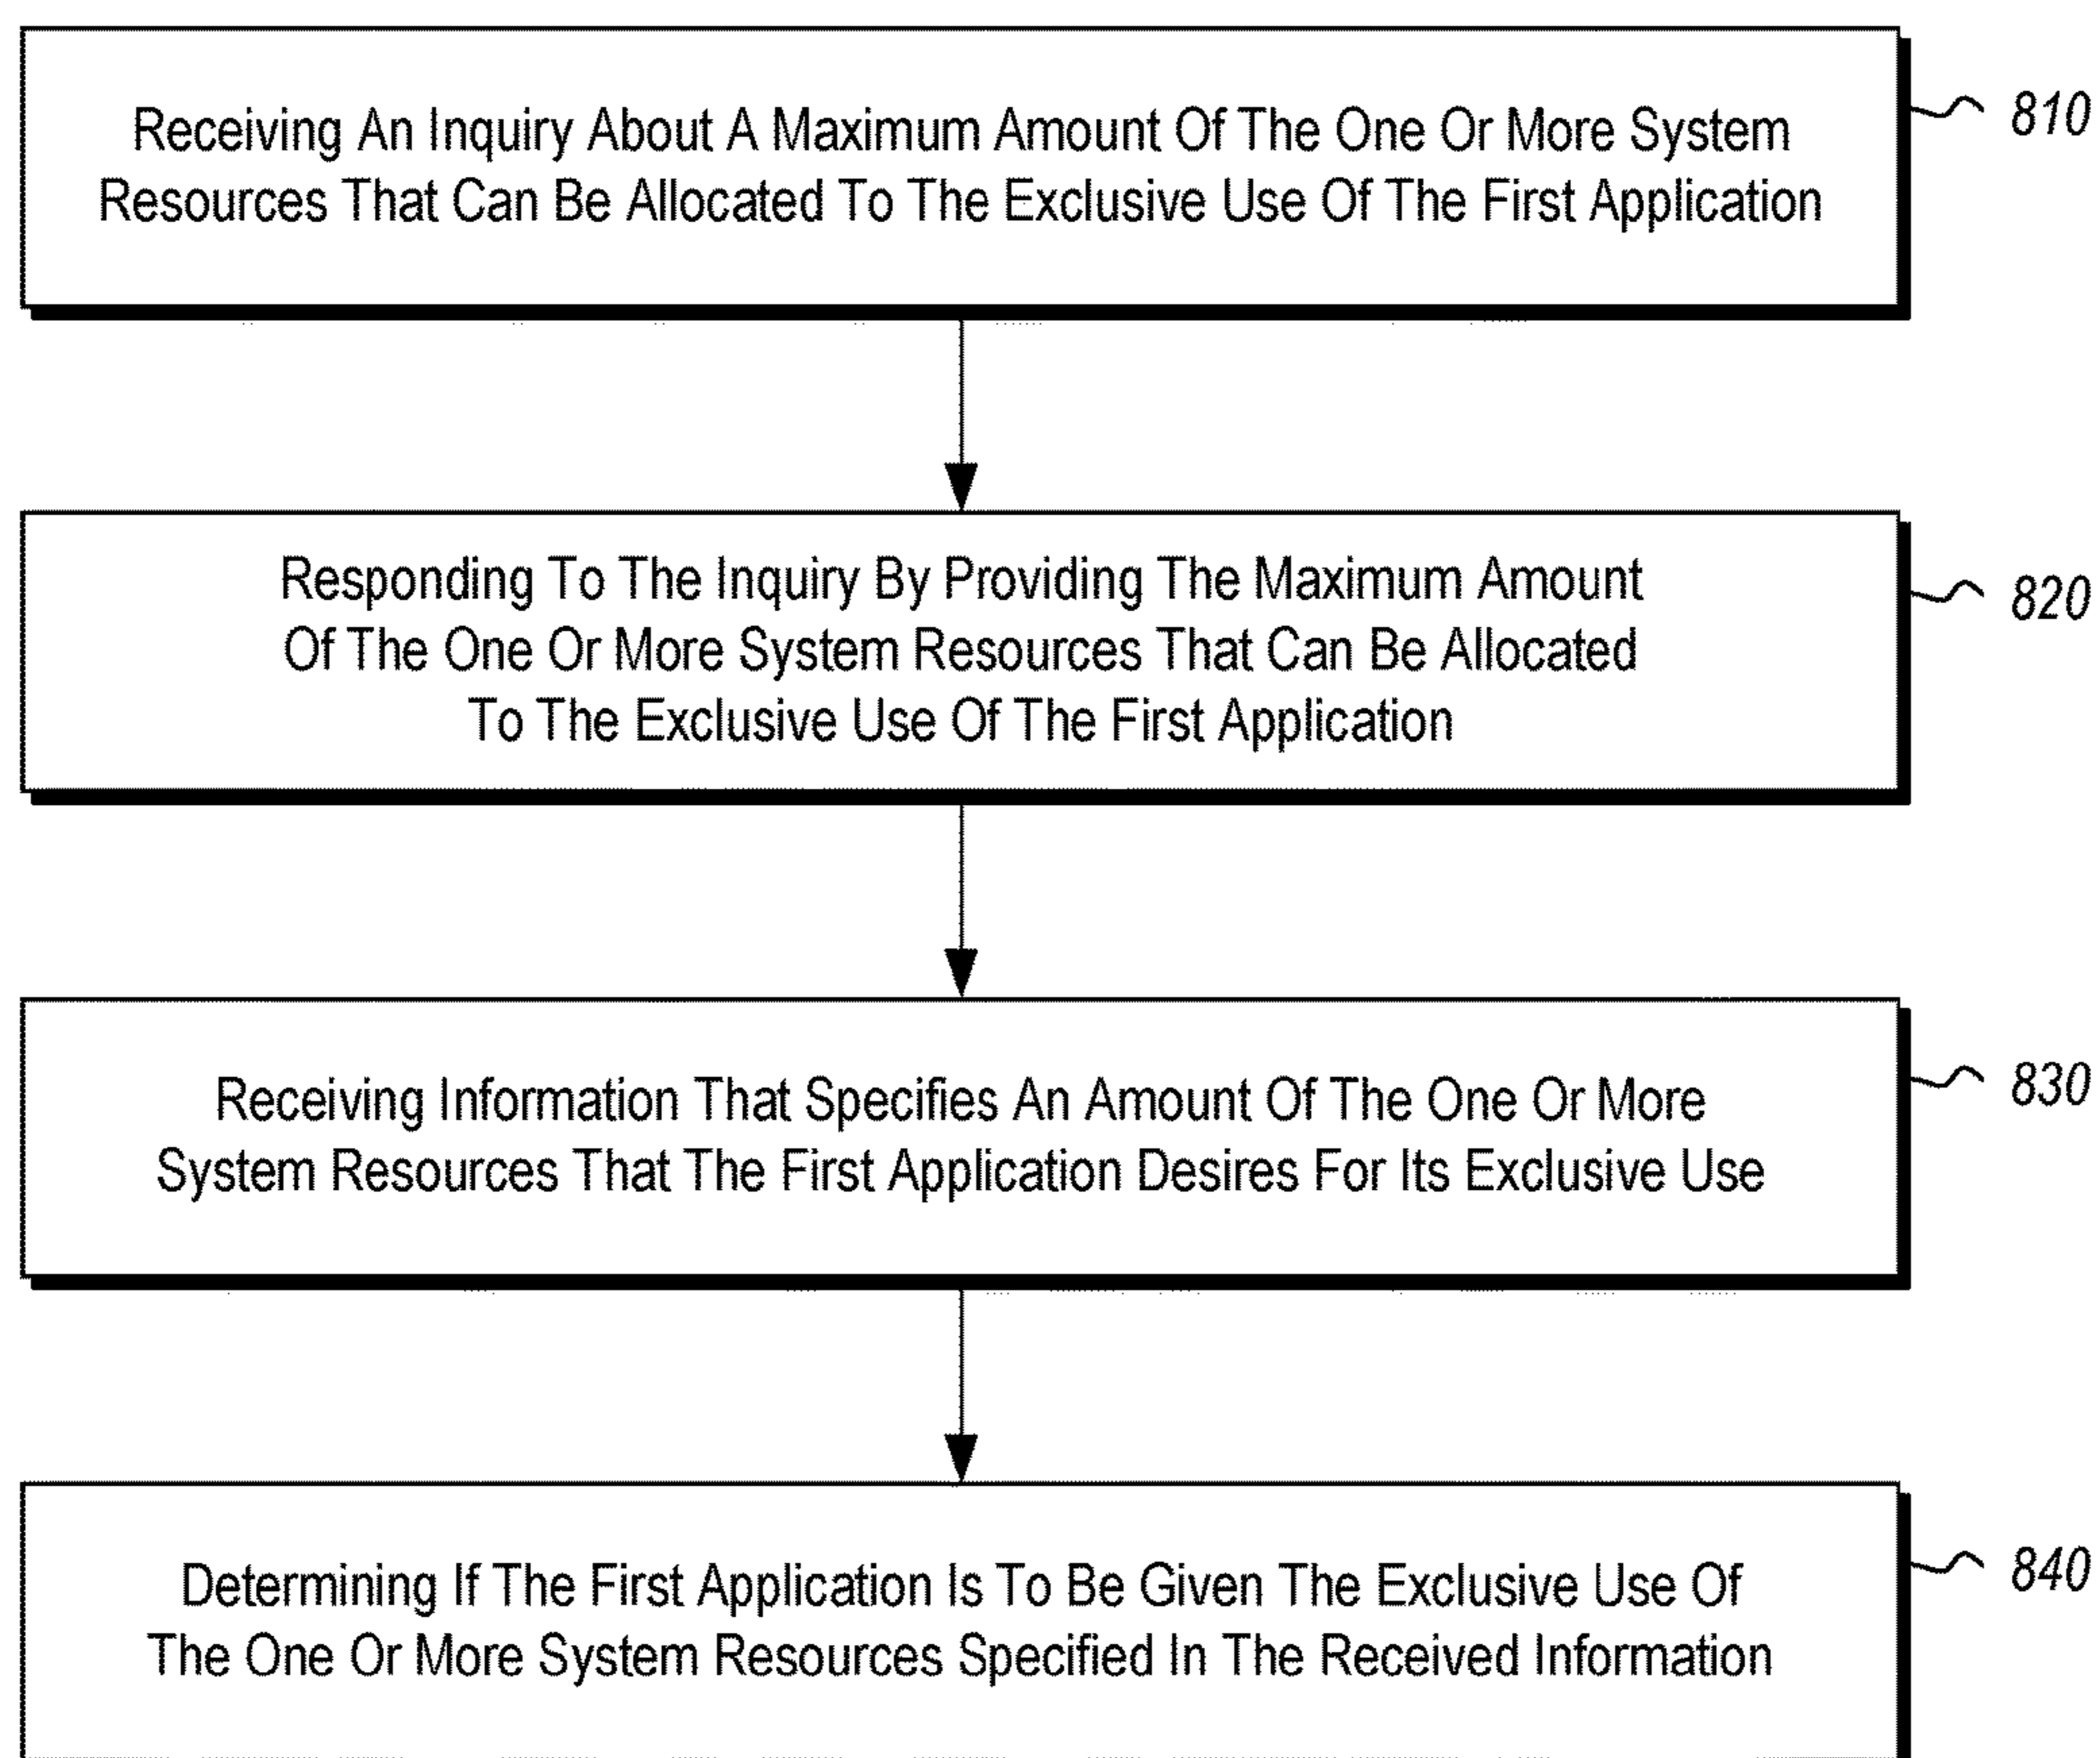 Receiving An Inquiry About A Maximum Amount Of The One Or More System
Resources That Can Be Allocated To The Exclusive Use Of The First Application
810
Responding To The Inquiry By Providing The Maximum Amount
Of The One Or More System Resources That Can Be Allocated
To The Exclusive Use Of The First Application
820
Receiving Information That Specifies An Amount Of The One Or More
System Resources That The First Application Desires For Its Exclusive Use
830
Determining If The First Application Is To Be Given The Exclusive Use Of
The One Or More System Resources Specified In The Received Information
840